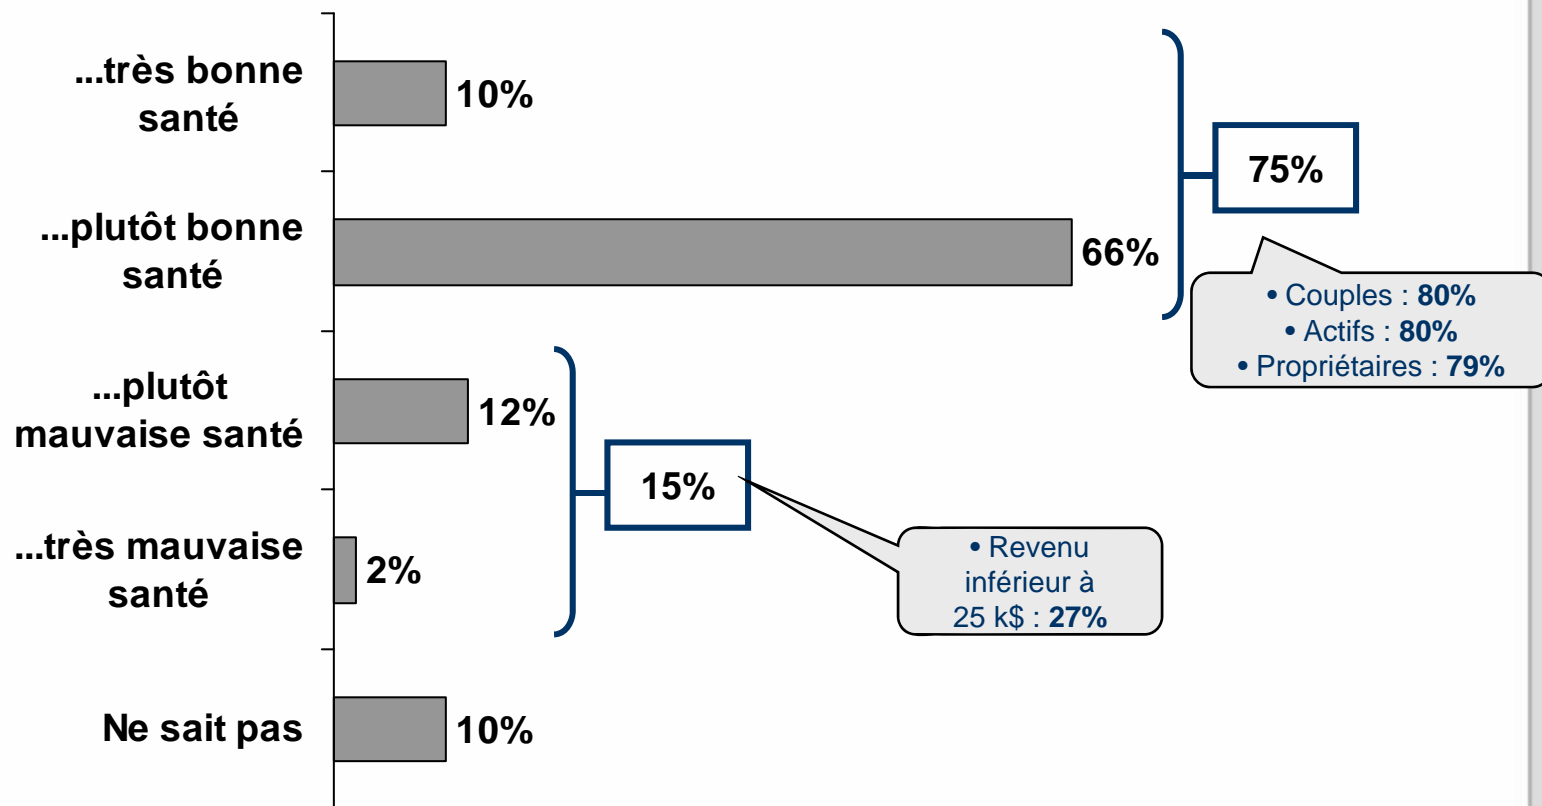 ...très bonne
santé
10%
75%
...plutôt bonne
santé
66%
• Couples : 80%
• Actifs : 80%
• Propriétaires : 79%
...plutôt
mauvaise santé
12%
15%
...très mauvaise
santé
2%
• Revenu
inférieur à
25 k$ : 27%
Ne sait pas
10%